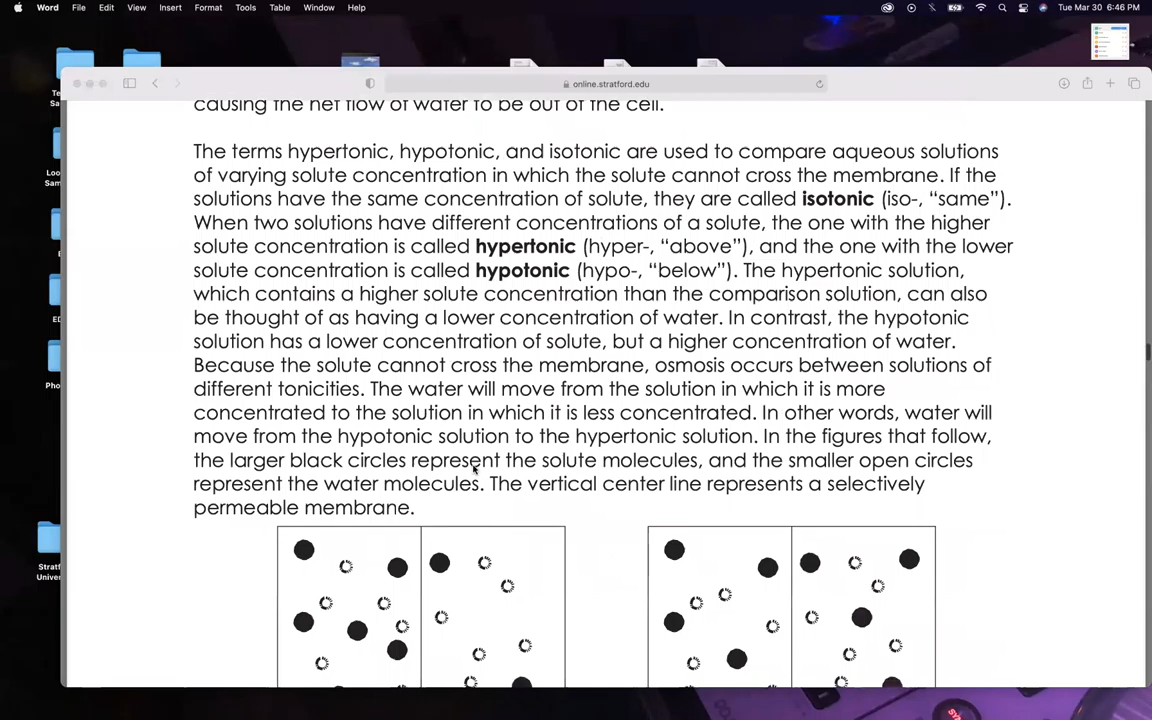 Word File Edit View Insert Format Tools Table Window Help Tue Mar 30 6:46 PM
online.stratford.edu
causing the net flow of water to be out of the cell.
The terms hypertonic, hypotonic, and isotonic are used to compare aqueous solutions
of varying solute concentration in which the solute cannot cross the membrane. If the
solutions have the same concentration of solute, they are called isotonic (iso-, “same”).
When two solutions have different concentrations of a solute, the one with the higher
solute concentration is called hypertonic (hyper-, “above”), and the one with the lower
solute concentration is called hypotonic (hypo-, “below”). The hypertonic solution,
which contains a higher solute concentration than the comparison solution, can also
be thought of as having a lower concentration of water. In contrast, the hypotonic
solution has a lower concentration of solute, but a higher concentration of water.
Because the solute cannot cross the membrane, osmosis occurs between solutions of
different tonicities. The water will move from the solution in which it is more
concentrated to the solution in which it is less concentrated. In other words, water will
move from the hypotonic solution to the hypertonic solution. In the figures that follow,
the larger black circles represent the solute molecules, and the smaller open circles
represent the water molecules. The vertical center line represents a selectively
permeable membrane.
Te
Sa
Loo
Sam
E
ED
Pho
Stratf
Univer